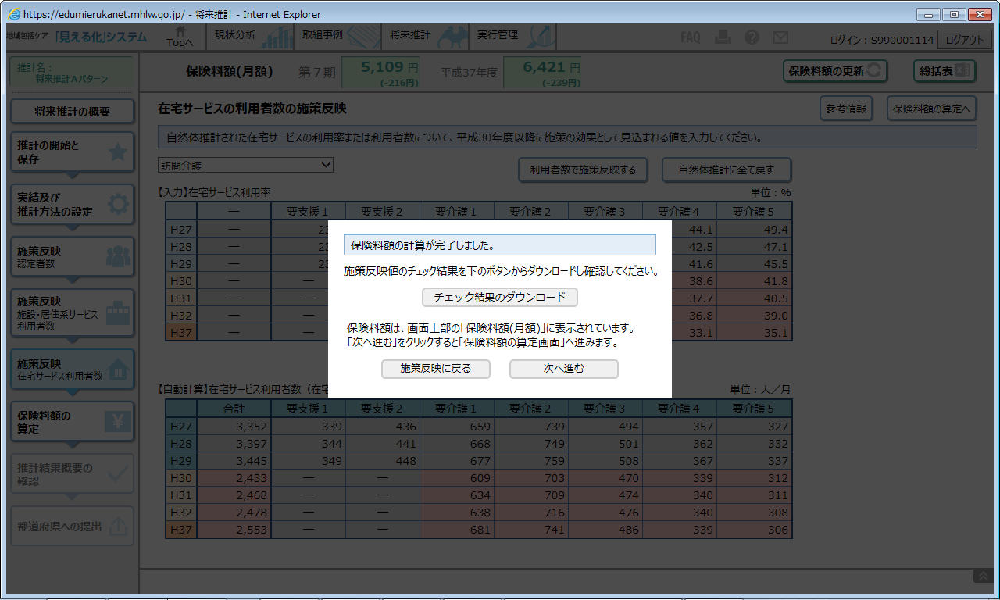 https://edumierukanet.mhlw.go.jp/ - 将来推計 - Internet Explorer
地域包括ケア 「見える化」システム Topへ 現状分析 取組事例 将来推計 実行管理 FAQ ログイン：S990001114 ログアウト
推計名：
将来推計Aパターン
保険料額(月額) 第７期 5,109 円 (-216円) 平成37年度 6,421 円 (-239円) 保険料額の更新 総括表
将来推計の概要
推計の開始と
保存
実績及び
推計方法の設定
施策反映
認定者数
施策反映
施設・居住系サービス
利用者数
施策反映
在宅サービス利用者数
保険料額の
算定
推計結果概要の
確認
都道府県への提出
在宅サービスの利用者数の施策反映 参考情報 保険料額の算定へ
自然体推計された在宅サービスの利用率または利用者数について、平成30年度以降に施策の効果として見込まれる値を入力してください。
訪問介護 利用者数で施策反映する 自然体推計に全て戻す
【入力】在宅サービス利用率 単位：％
― 要支援１ 要支援２ 要介護１ 要介護２ 要介護３ 要介護４ 要介護５
H27 ― 44.1 49.4
H28 ― 42.5 47.1
H29 ― 41.6 45.5
H30 ― ― 38.6 41.8
H31 ― ― 37.7 40.5
H32 ― ― 36.8 39.0
H37 ― ― 33.1 35.1
保険料額の計算が完了しました。
施策反映値のチェック結果を下のボタンからダウンロードし確認してください。
チェック結果のダウンロード
保険料額は、画面上部の「保険料額(月額)」に表示されています。
「次へ進む」をクリックすると「保険料額の算定画面」へ進みます。
施策反映に戻る 次へ進む
【自動計算】在宅サービス利用者数（在宅 単位：人／月
合計 要支援１ 要支援２ 要介護１ 要介護２ 要介護３ 要介護４ 要介護５
H27 3,352 339 436 659 739 494 357 327
H28 3,397 344 441 668 749 501 362 332
H29 3,445 349 448 677 759 508 367 337
H30 2,433 ― ― 609 703 470 339 312
H31 2,468 ― ― 634 709 474 340 311
H32 2,478 ― ― 638 716 476 340 308
H37 2,553 ― ― 681 741 486 339 306